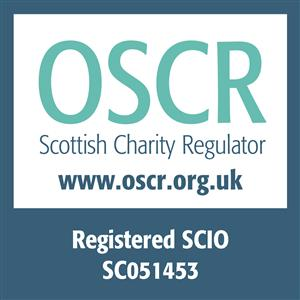 OSCR
Scottish Charity Regulator
www.oscr.org.uk
Registered SCIO
SC051453